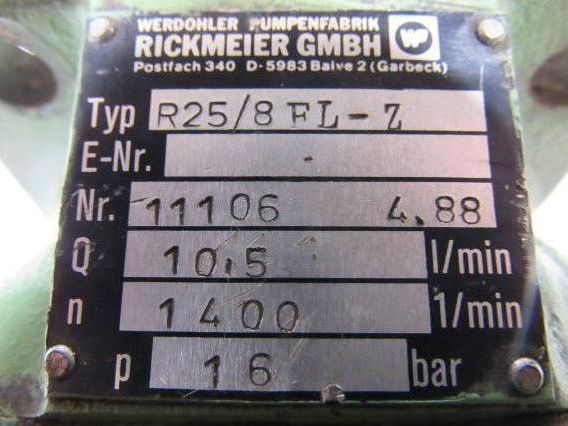 WERDOHLER PUMPENFABRIK
RICKMEIER GMBH
Postfach 340 D-5983 Balve 2 (Garbeck)
Typ R25/8 FL-Z
E-Nr. -
Nr. 11106 4.88
Q 10,5 l/min
n 1400 1/min
p 16 bar